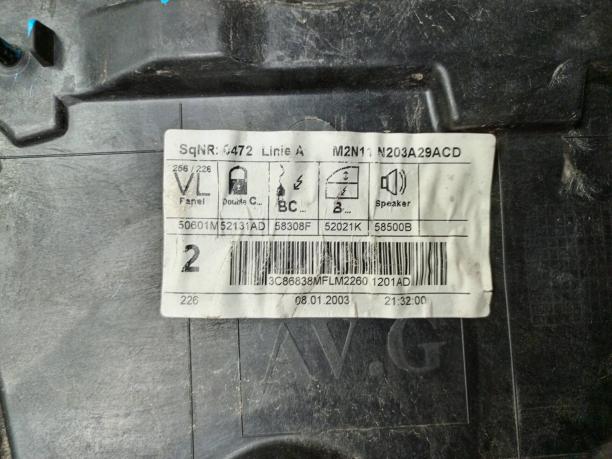 SqNR: 0472 Linie A M2N11 N203A29ACD
256 / 226
VL
Panel Double C... BC ... B... Speaker
50601M 52131AD 58308F 52021K 58500B
2
3C86838MFLM2260 1201AD
226 08.01.2003 21:32:00
AV.G